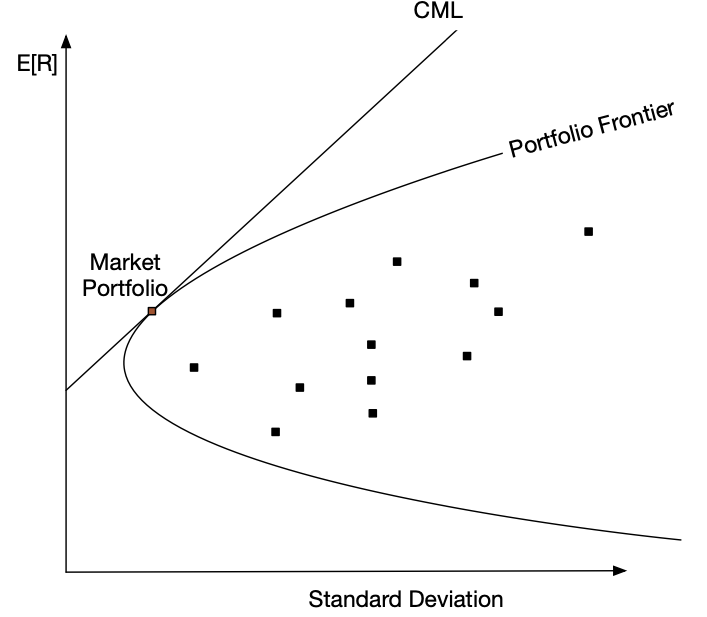 CML
E[R]
Portfolio Frontier
Market
Portfolio
Standard Deviation